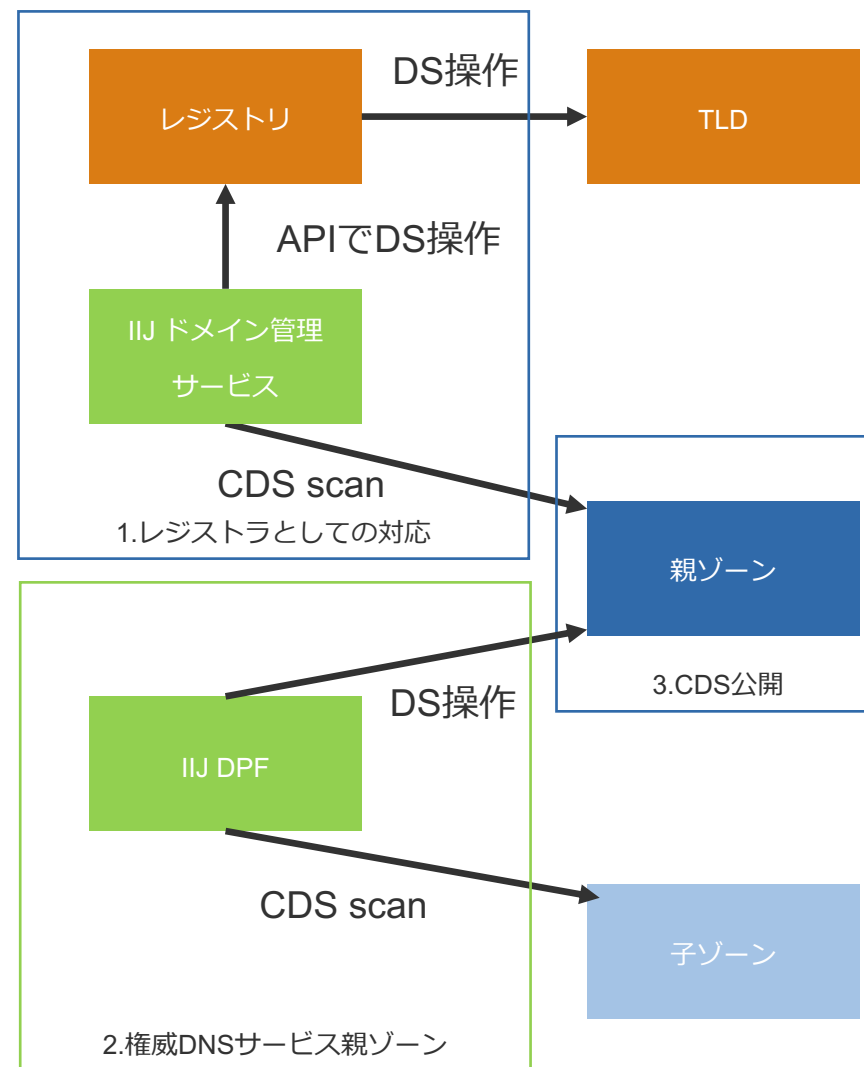 DS操作
レジストリ
TLD
APIでDS操作
IIJ ドメイン管理
サービス
CDS scan
1.レジストラとしての対応
親ゾーン
3.CDS公開
DS操作
IIJ DPF
CDS scan
子ゾーン
2.権威DNSサービス親ゾーン